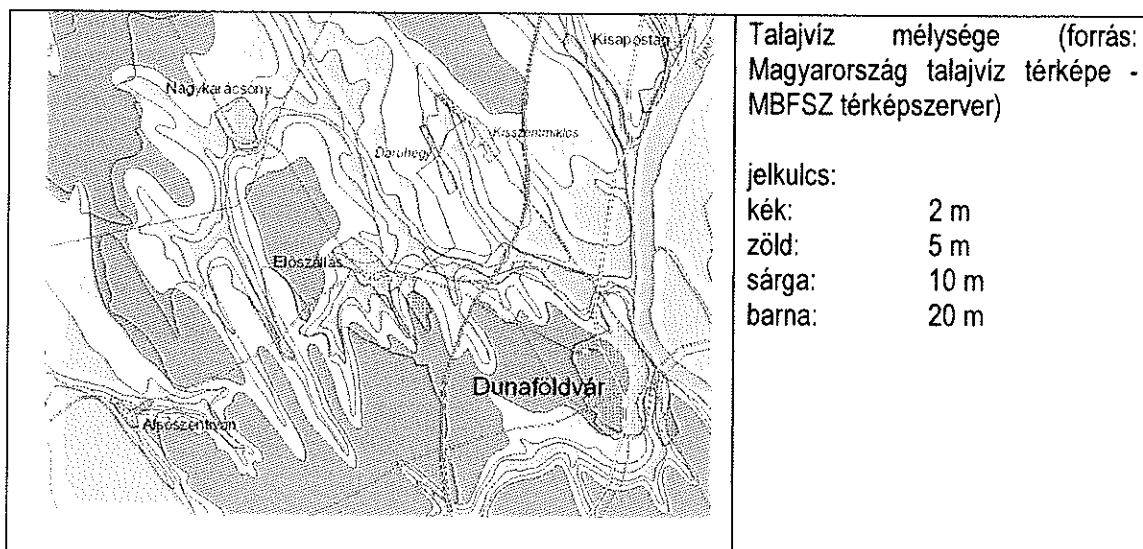 Kisapostag
Nagykarácsony
Kisszentmiklós
Daruhegy
Előszállás
Dunaföldvár
Alsószentiván
Talajvíz mélysége (forrás:
Magyarország talajvíz térképe -
MBFSZ térképszerver)
jelkulcs:
kék: 2 m
zöld: 5 m
sárga: 10 m
barna: 20 m